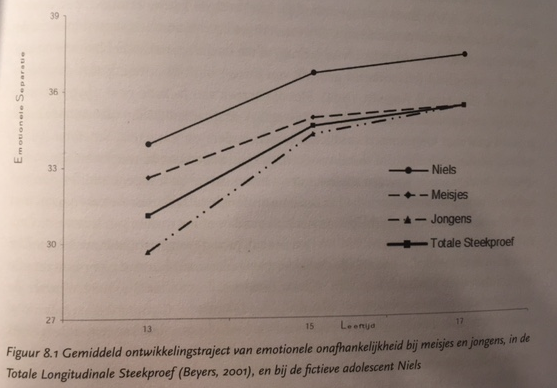 39
Emotionele Separatie
36
33
30
27
Niels
Meisjes
Jongens
Totale Steekproef
13
15
Leeftijd
17
Figuur 8.1 Gemiddeld ontwikkelingstraject van emotionele onafhankelijkheid bij meisjes en jongens, in de
Totale Longitudinale Steekproef (Beyers, 2001), en bij de fictieve adolescent Niels